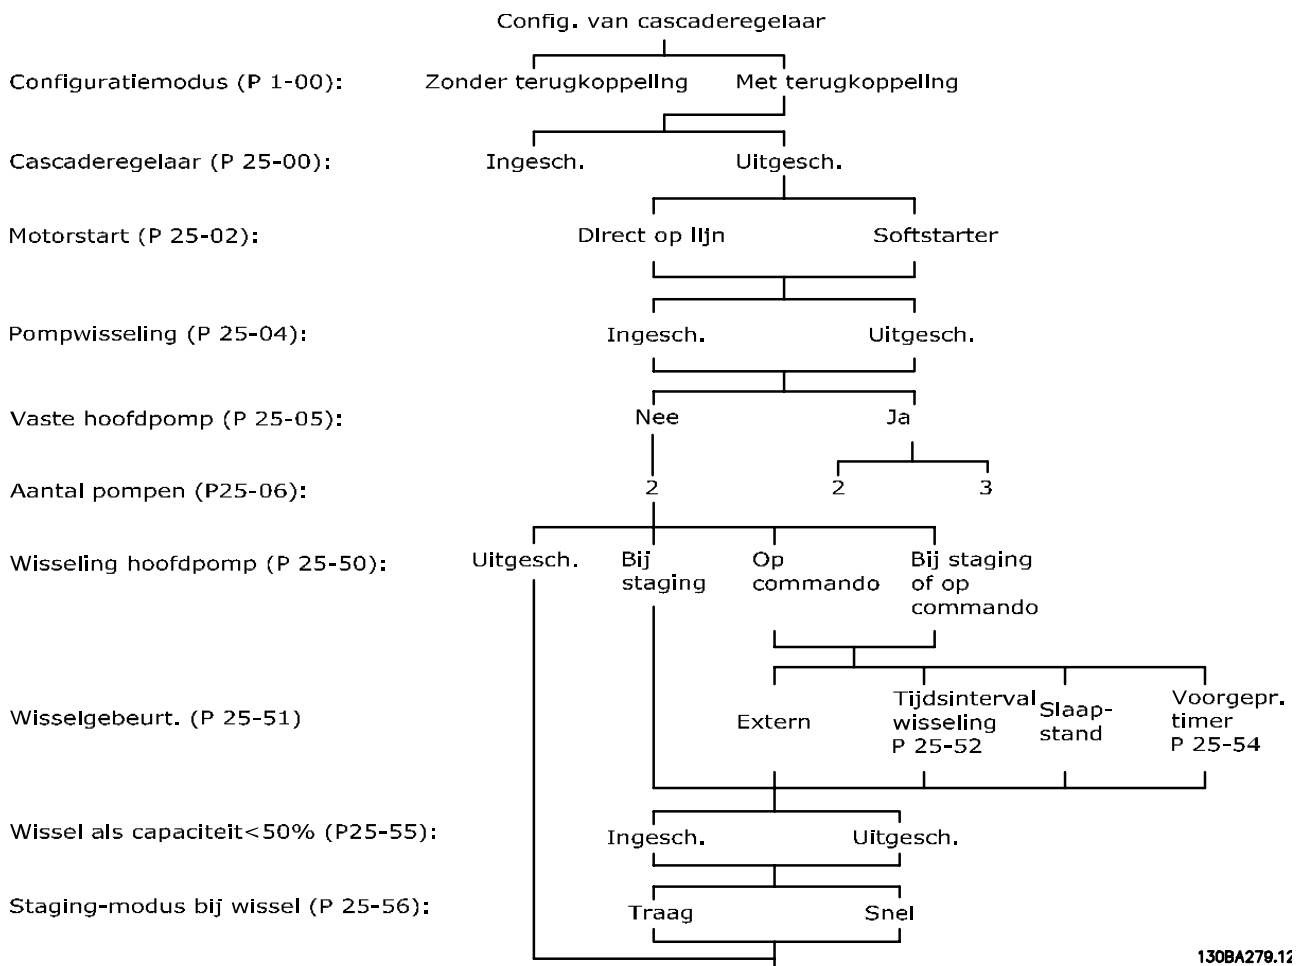 Config. van cascaderegelaar
Configuratiemodus (P 1-00): Zonder terugkoppelIng Met terugkoppelIng
Cascaderegelaar (P 25-00): Ingesch. Uitgesch.
Motorstart (P 25-02): DIrect op lIjn Softstarter
Pompwisseling (P 25-04): Ingesch. Uitgesch.
Vaste hoofdpomp (P 25-05): Nee Ja
Aantal pompen (P25-06): 2 2 3
Wisseling hoofdpomp (P 25-50): Uitgesch. Bij staging Op commando Bij staging of op commando
Wisselgebeurt. (P 25-51) Extern Tijdsinterval wisseling P 25-52 Slaap-stand Voorgepr. timer P 25-54
Wissel als capaciteit<50% (P25-55): Ingesch. Uitgesch.
Staging-modus bij wissel (P 25-56): Traag Snel
130BA279.12